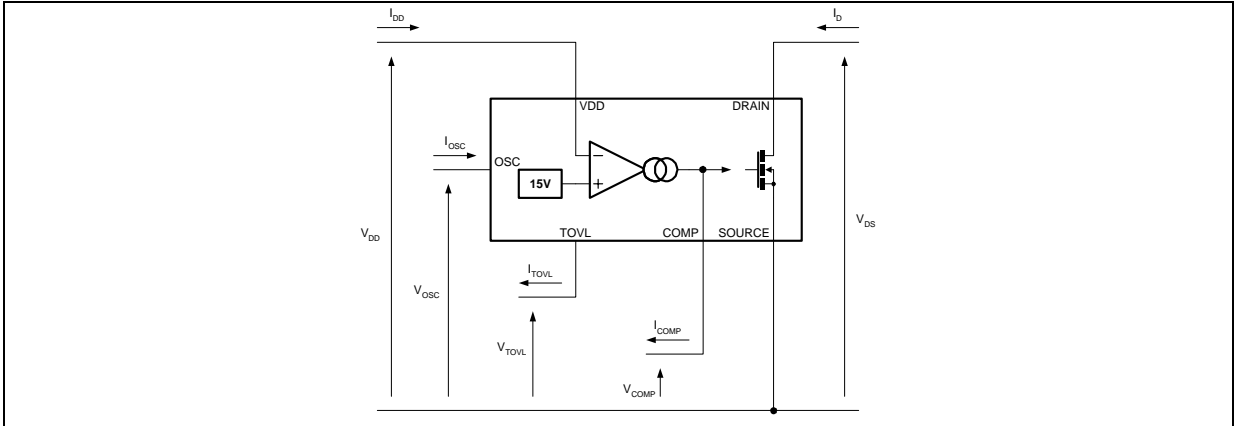 I_DD
I_D
VDD
DRAIN
I_OSC
OSC
15V
−
+
TOVL
COMP
SOURCE
V_DD
V_DS
I_TOVL
V_OSC
I_COMP
V_TOVL
V_COMP